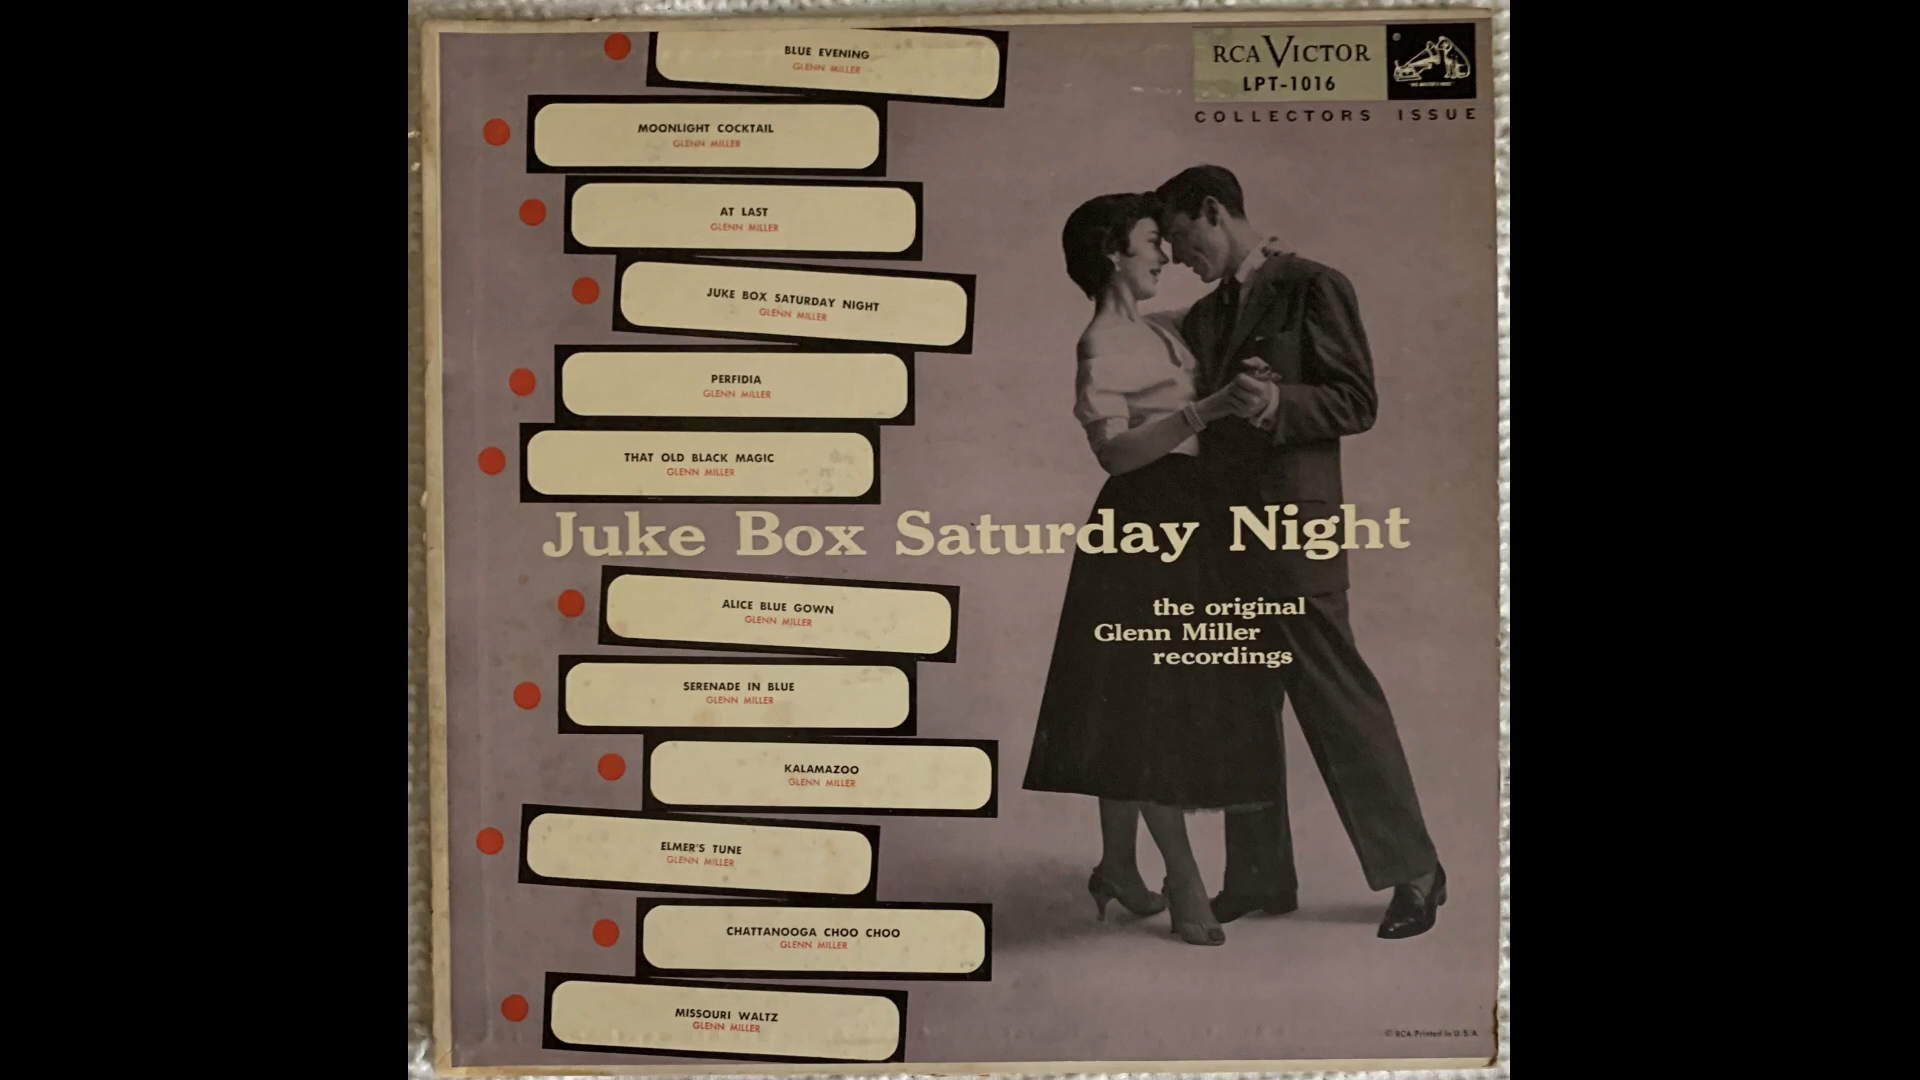 BLUE EVENING
GLENN MILLER
MOONLIGHT COCKTAIL
GLENN MILLER
AT LAST
GLENN MILLER
JUKE BOX SATURDAY NIGHT
GLENN MILLER
PERFIDIA
GLENN MILLER
THAT OLD BLACK MAGIC
GLENN MILLER
RCA VICTOR
LPT-1016
COLLECTORS ISSUE
Juke Box Saturday Night
the original
Glenn Miller
recordings
ALICE BLUE GOWN
GLENN MILLER
SERENADE IN BLUE
GLENN MILLER
KALAMAZOO
GLENN MILLER
ELMER'S TUNE
GLENN MILLER
CHATTANOOGA CHOO CHOO
GLENN MILLER
MISSOURI WALTZ
GLENN MILLER
© RCA Printed in U.S.A.